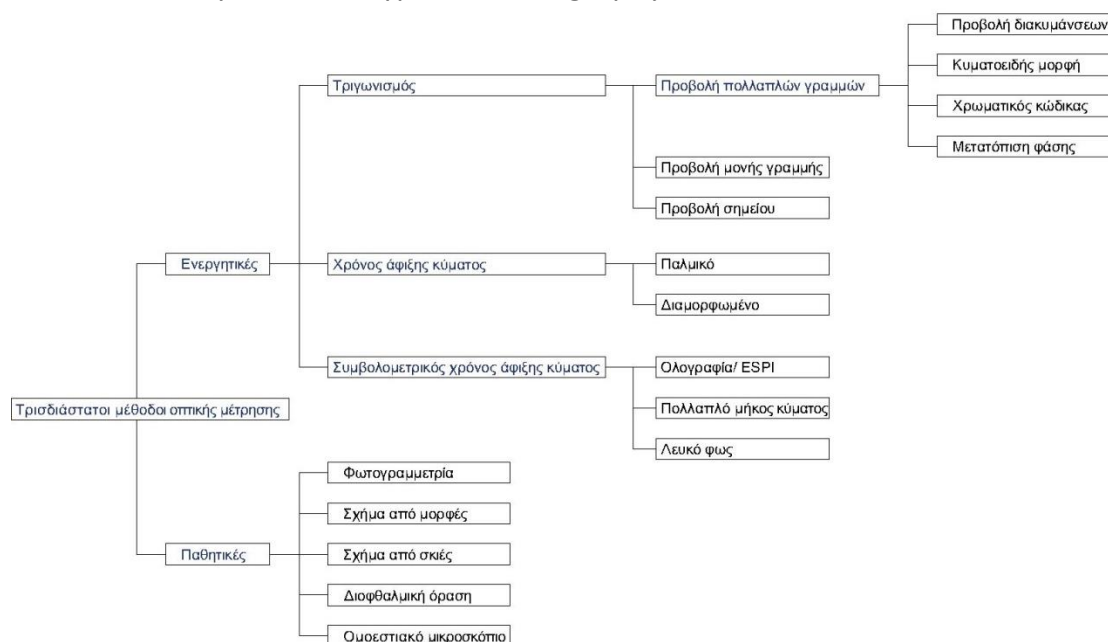 Προβολή διακυμάνσεων
Τριγωνισμός
Προβολή πολλαπλών γραμμών
Κυματοειδής μορφή
Χρωματικός κώδικας
Μετατόπιση φάσης
Προβολή μονής γραμμής
Προβολή σημείου
Ενεργητικές
Χρόνος άφιξης κύματος
Παλμικό
Διαμορφωμένο
Συμβολομετρικός χρόνος άφιξης κύματος
Ολογραφία/ ESPI
Τρισδιάστατοι μέθοδοι οπτικής μέτρησης
Πολλαπλό μήκος κύματος
Λευκό φως
Φωτογραμμετρία
Σχήμα από μορφές
Παθητικές
Σχήμα από σκιές
Διοφθαλμική όραση
Ομοεστιακό μικροσκόπιο